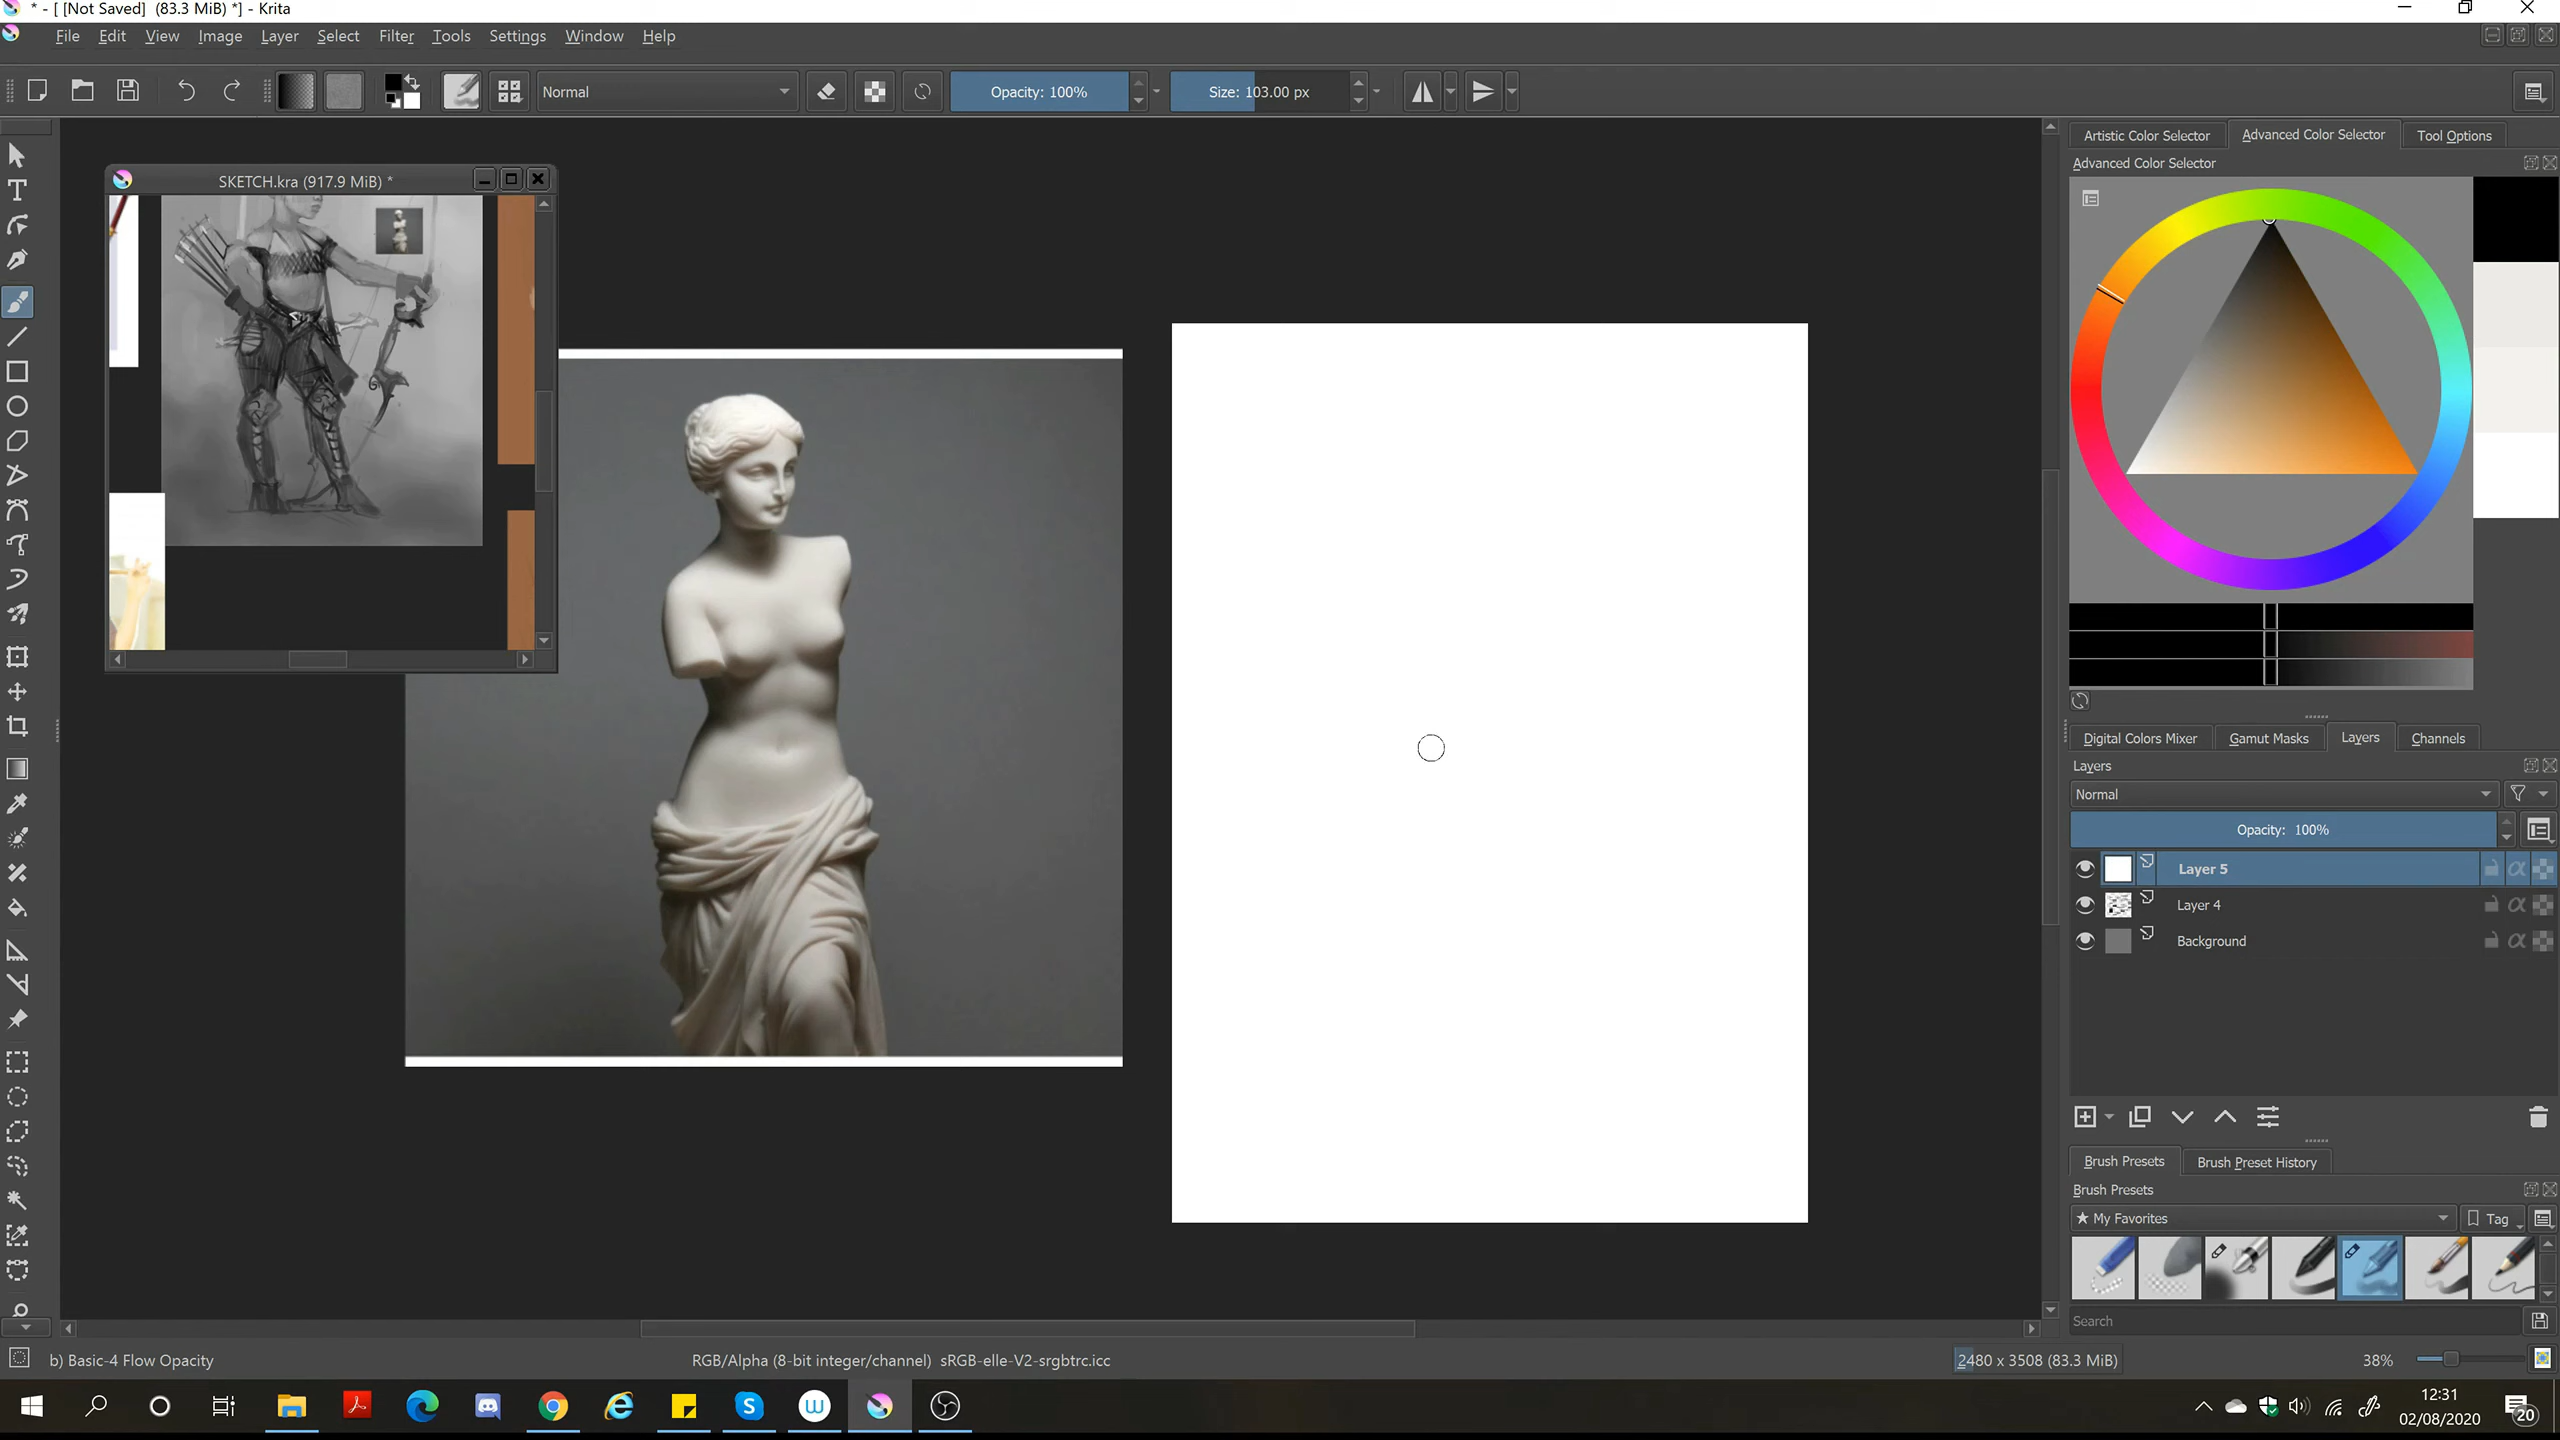 * - [ [Not Saved]  (83.3 MiB) *] - Krita
File Edit View Image Layer Select Filter Tools Settings Window Help
Normal Opacity: 100% Size: 103.00 px
SKETCH.kra (917.9 MiB) *
Artistic Color Selector Advanced Color Selector Tool Options
Advanced Color Selector
Digital Colors Mixer Gamut Masks Layers Channels
Layers
Normal
Opacity: 100%
Layer 5
Layer 4
Background
Brush Presets Brush Preset History
Brush Presets
★ My Favorites Tag
Search
b) Basic-4 Flow Opacity RGB/Alpha (8-bit integer/channel) sRGB-elle-V2-srgbtrc.icc 2480 x 3508 (83.3 MiB) 38%
12:31
02/08/2020
20